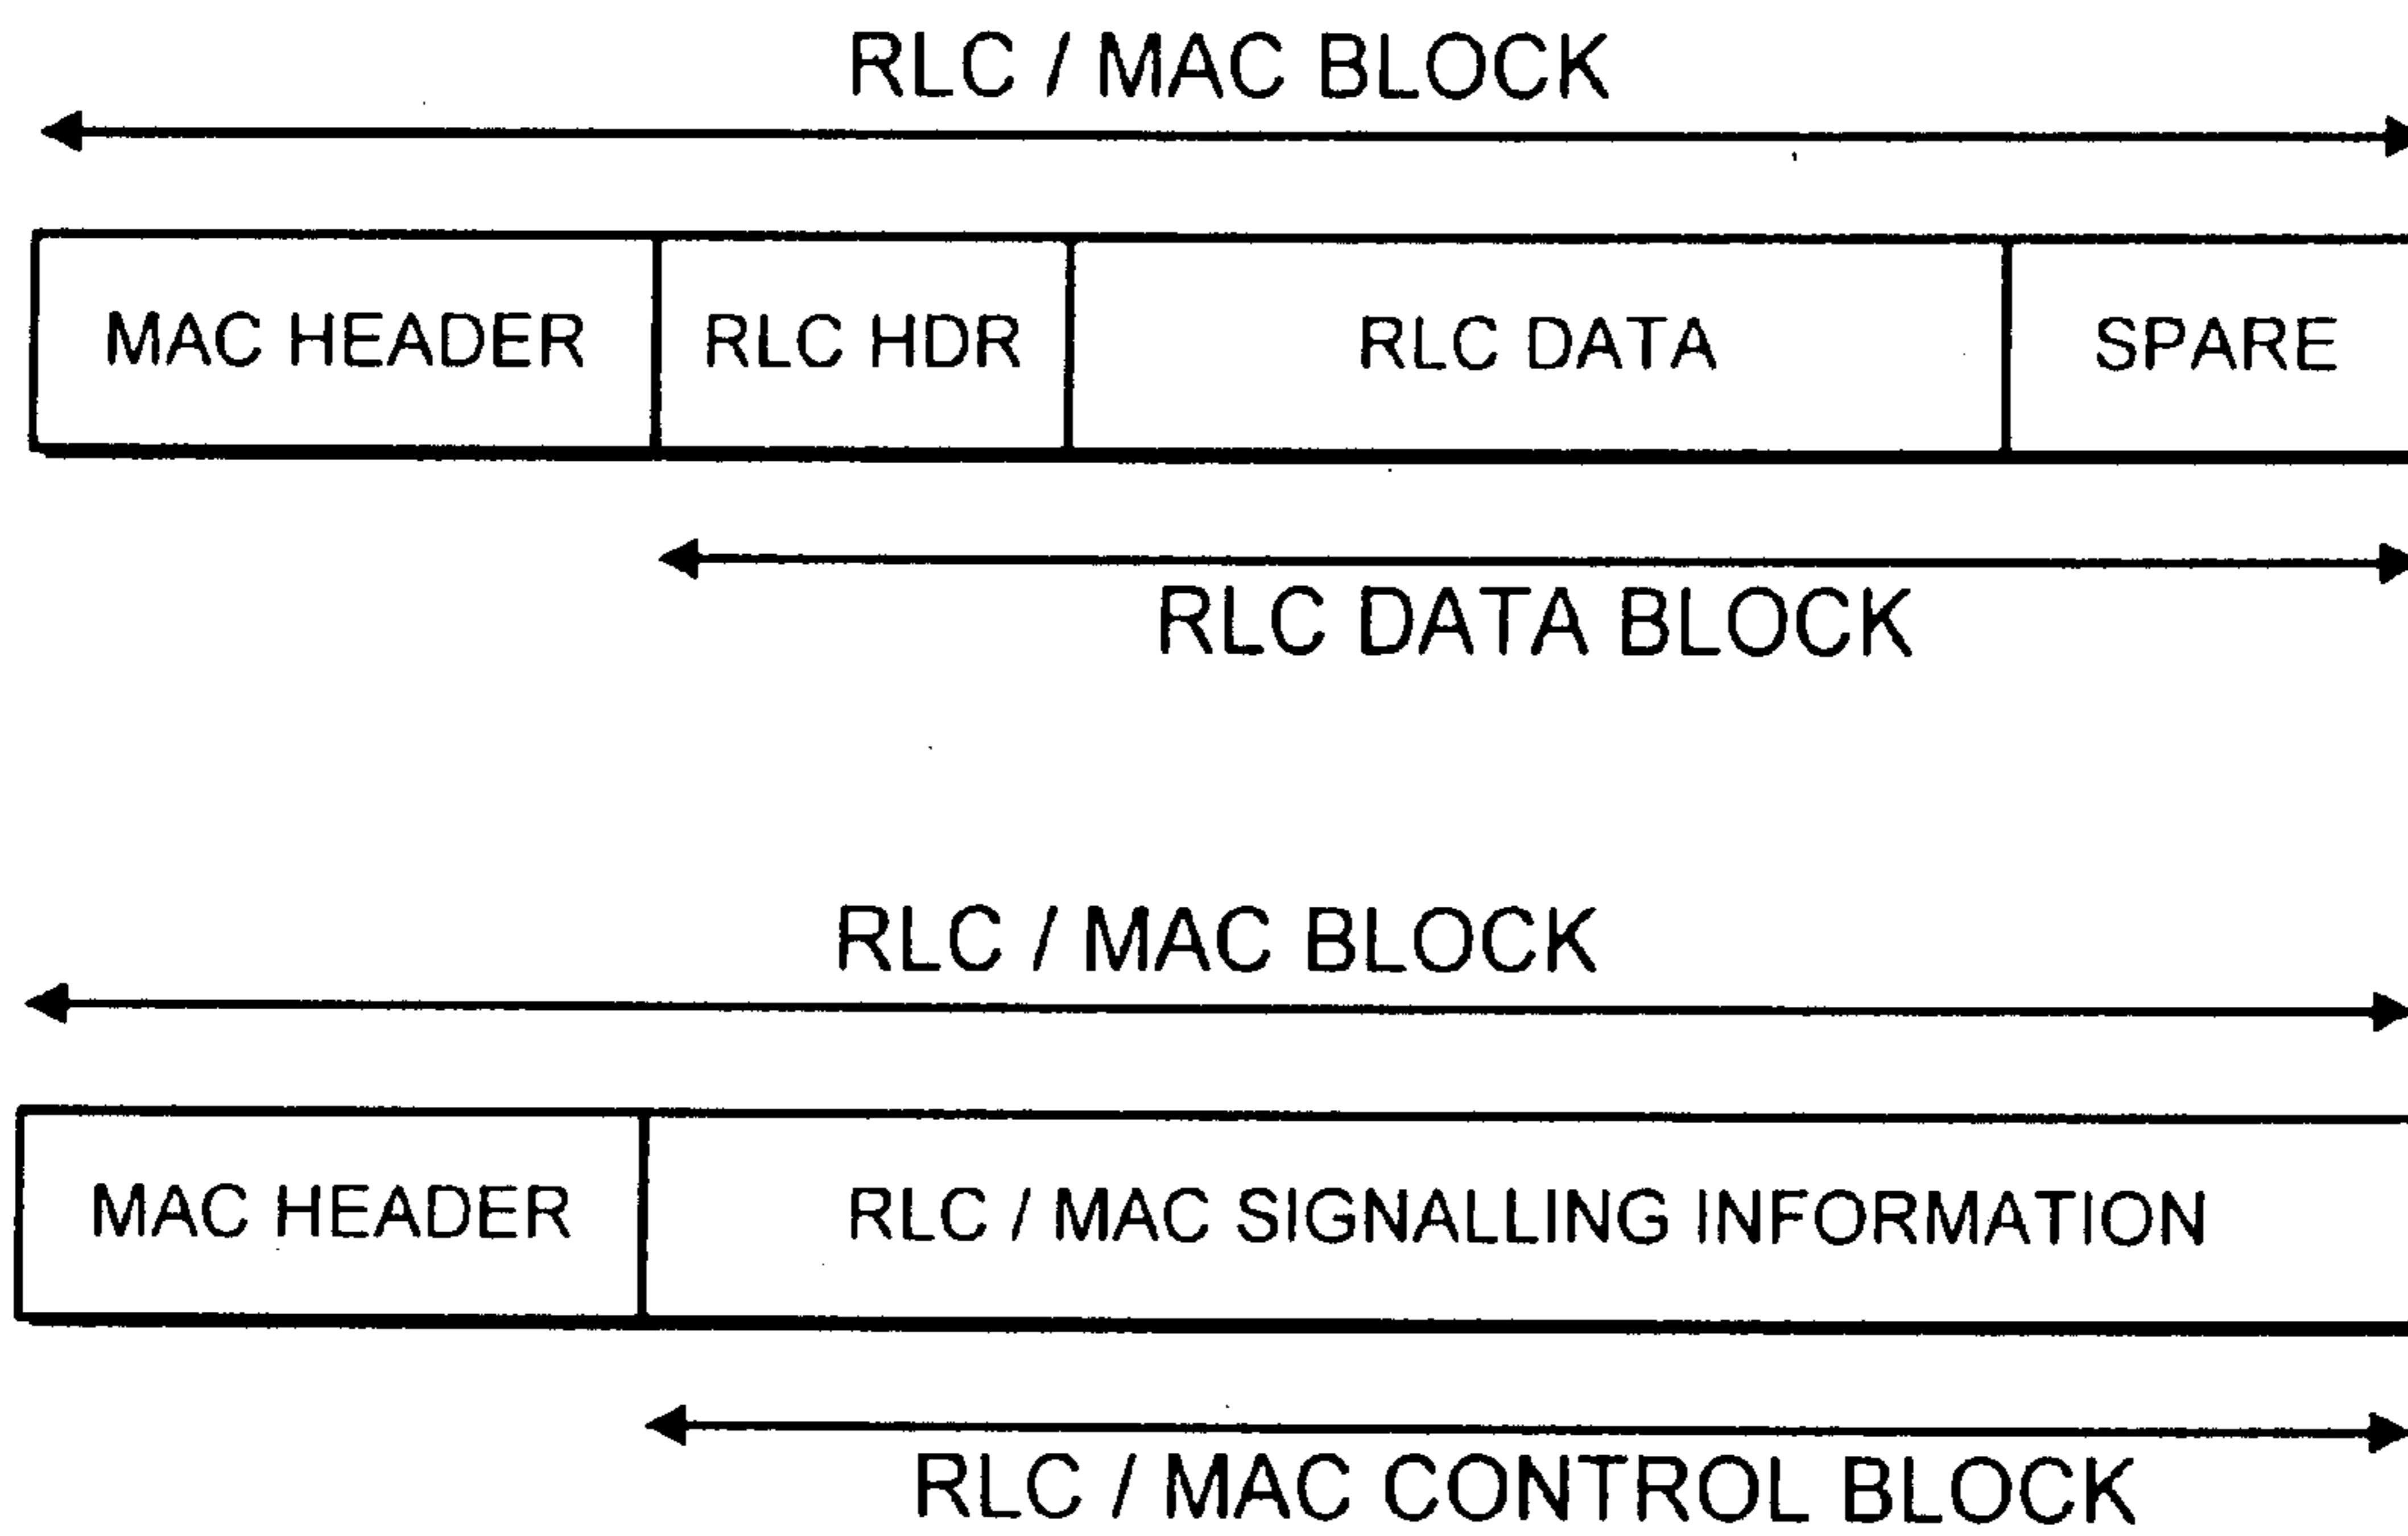 RLC / MAC BLOCK
MAC HEADER
RLC HDR
RLC DATA
SPARE
RLC DATA BLOCK
RLC / MAC BLOCK
MAC HEADER
RLC / MAC SIGNALLING INFORMATION
RLC / MAC CONTROL BLOCK